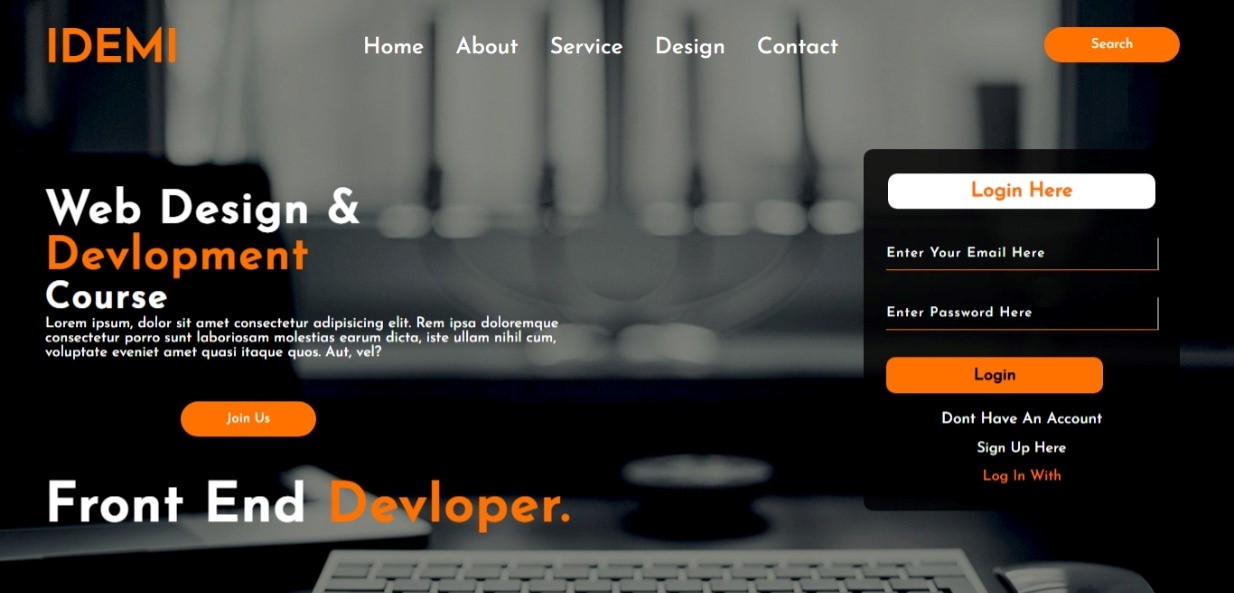 IDEMI
Home About Service Design Contact
Search
Web Design &
Devlopment
Course
Lorem ipsum, dolor sit amet consectetur adipisicing elit. Rem ipsa doloremque
consectetur porro sunt laboriosam molestias earum dicta, iste ullam nihil cum,
voluptate eveniet amet quasi itaque quos. Aut, vel?
Join Us
Front End Devloper.
Login Here
Enter Your Email Here
Enter Password Here
Login
Dont Have An Account
Sign Up Here
Log In With